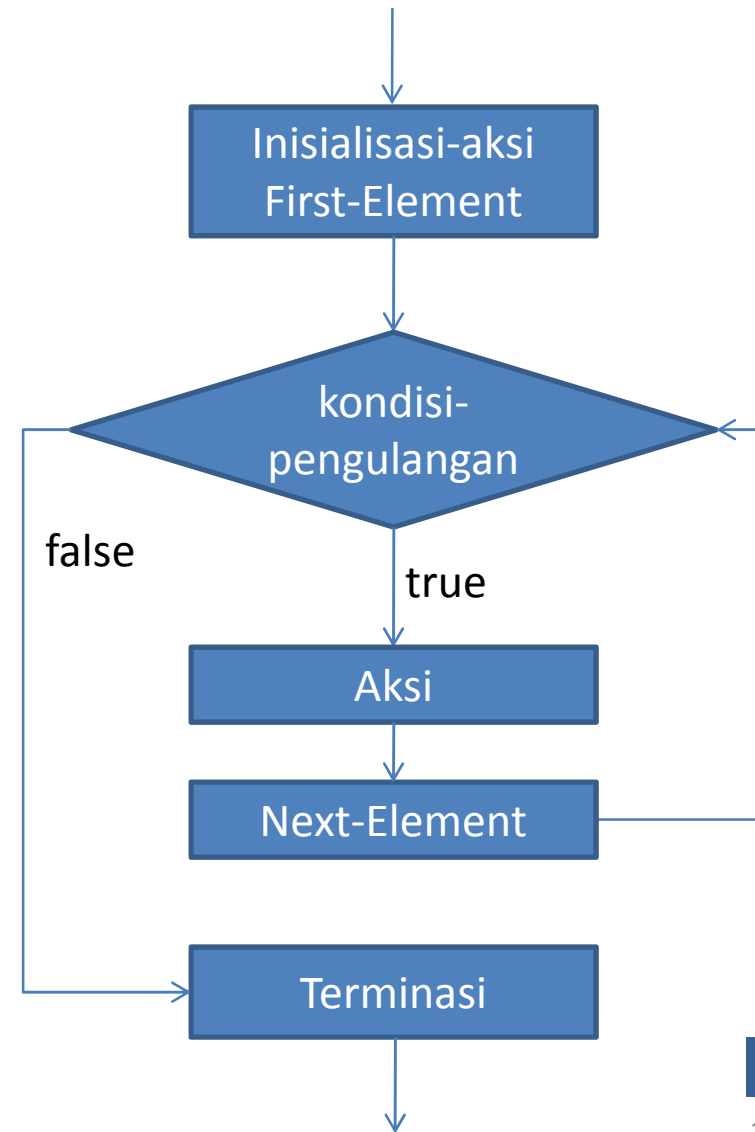 Inisialisasi-aksi
First-Element
kondisi-
pengulangan
false
true
Aksi
Next-Element
Terminasi